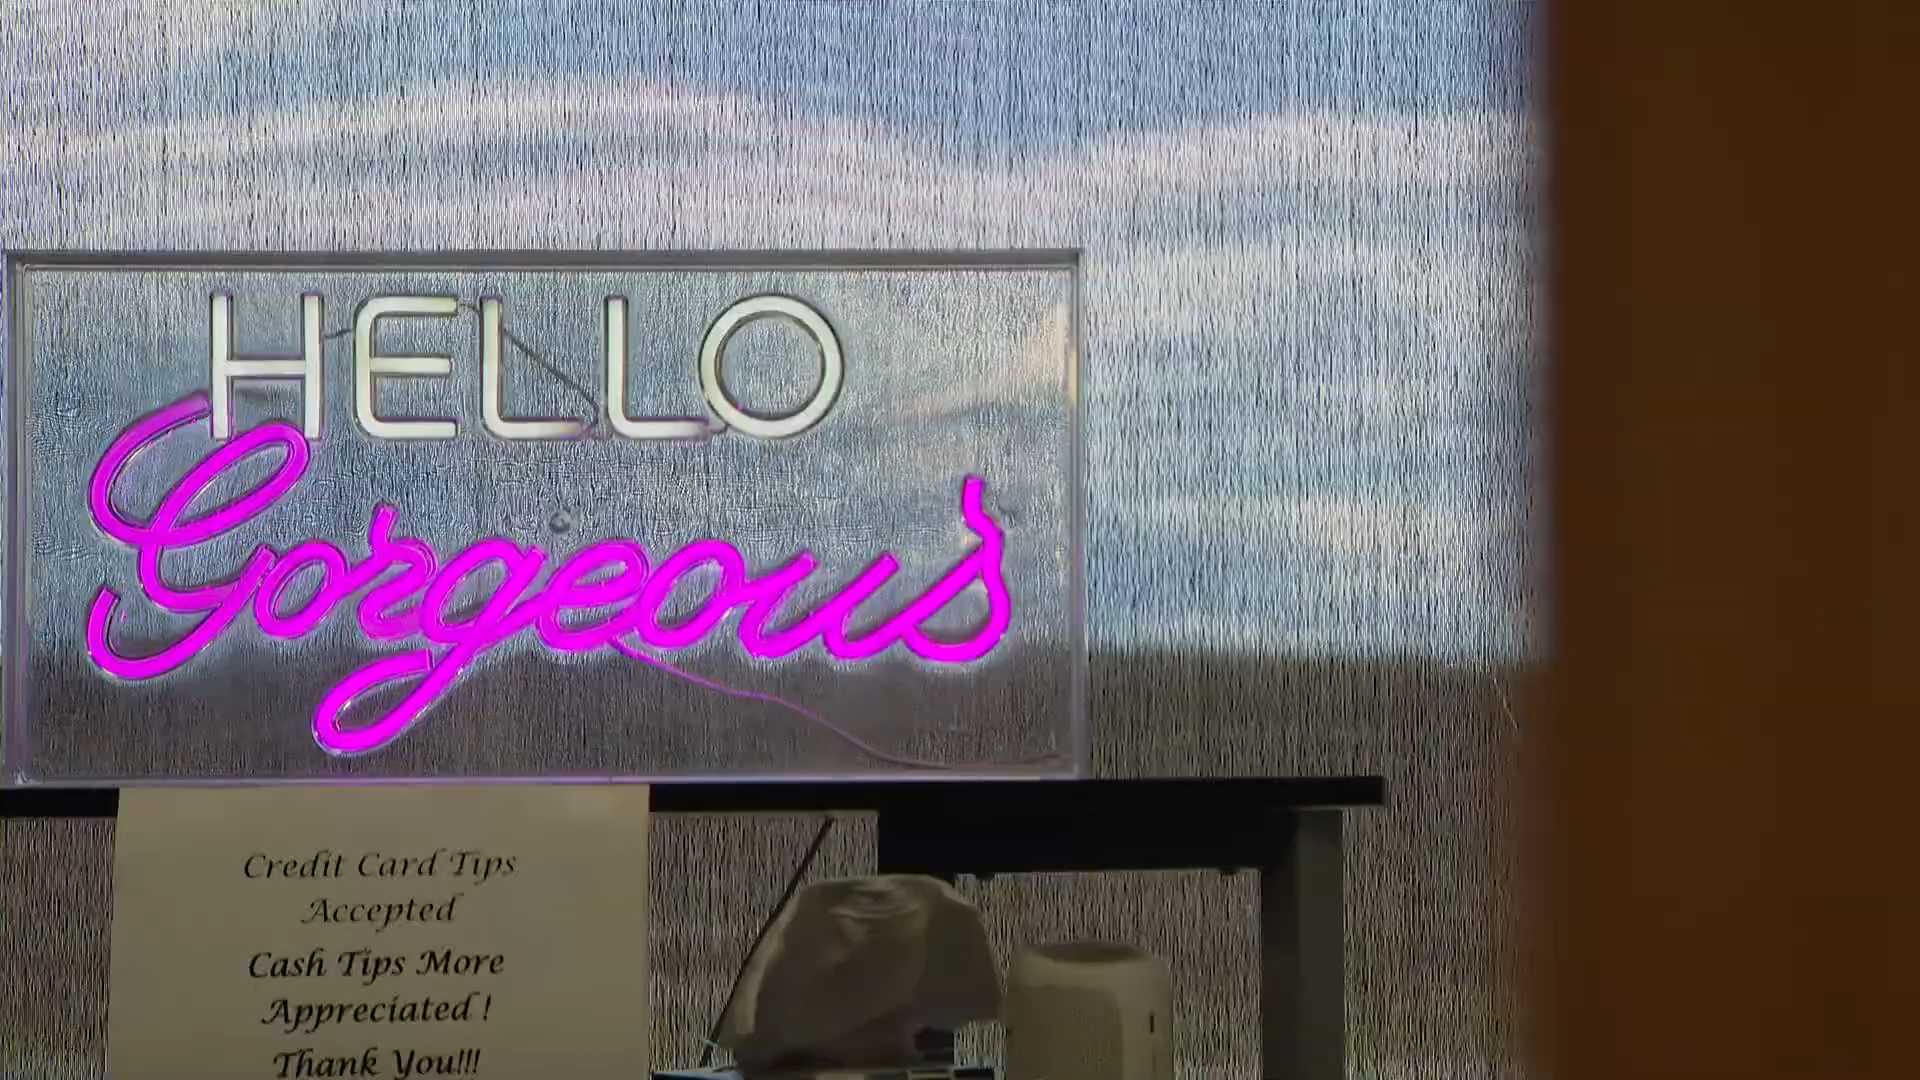 HELLO
Gorgeous
Credit Card Tips
Accepted
Cash Tips More
Appreciated !
Thank You!!!